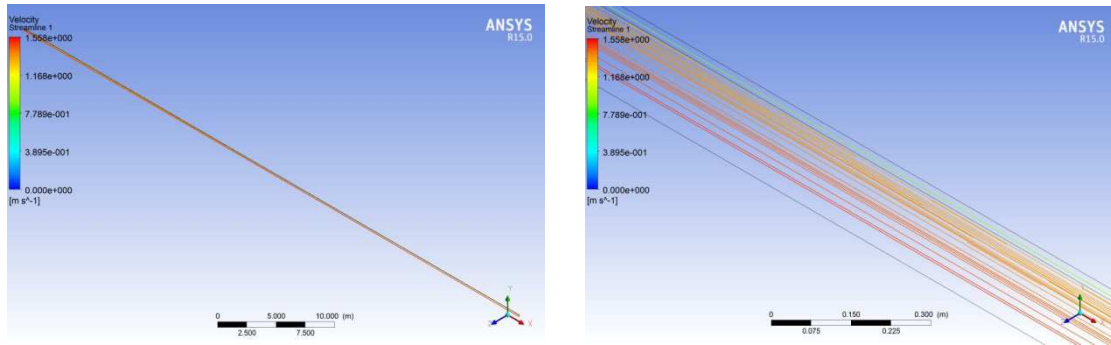 Velocity
Streamline 1
1.558e+000
1.168e+000
7.789e-001
3.895e-001
0.000e+000
[m s^-1]
ANSYS
R15.0
0 5.000 10.000 (m)
2.500 7.500
Y
Z X
Velocity
Streamline 1
1.558e+000
1.168e+000
7.789e-001
3.895e-001
0.000e+000
[m s^-1]
ANSYS
R15.0
0 0.150 0.300 (m)
0.075 0.225